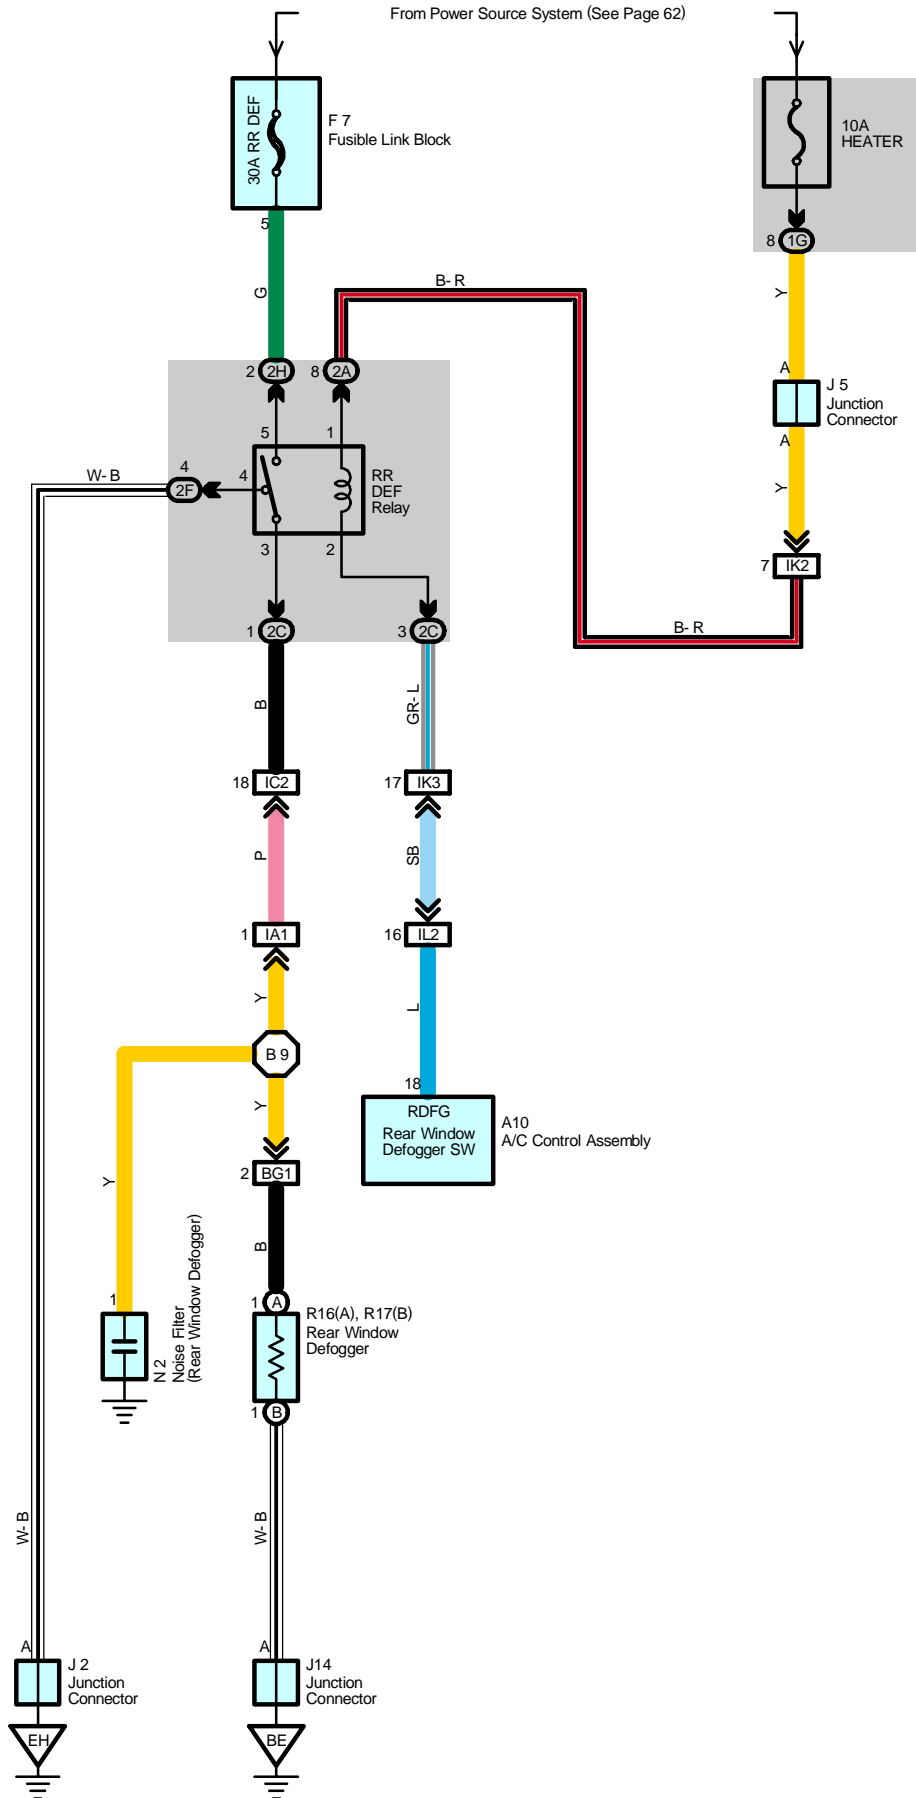 From Power Source System (See Page 62)
30A RR DEF
F 7
Fusible Link Block
10A
HEATER
5
8 1G
G
B- R
Y
2 2H
8 2A
A
J 5
Junction
Connector
A
5
1
W- B
4
2F
4
RR
DEF
Relay
Y
3
2
7 IK2
1 2C
3 2C
B- R
B
GR- L
18 IC2
17 IK3
P
SB
1 IA1
16 IL2
Y
L
B 9
18
Y
RDFG
Rear Window
Defogger SW
A10
A/C Control Assembly
2 BG1
Y
B
1
N 2
Noise Filter
(Rear Window Defogger)
1 A
R16(A), R17(B)
Rear Window
Defogger
1 B
W- B
W- B
A
J 2
Junction
Connector
A
J14
Junction
Connector
EH
BE